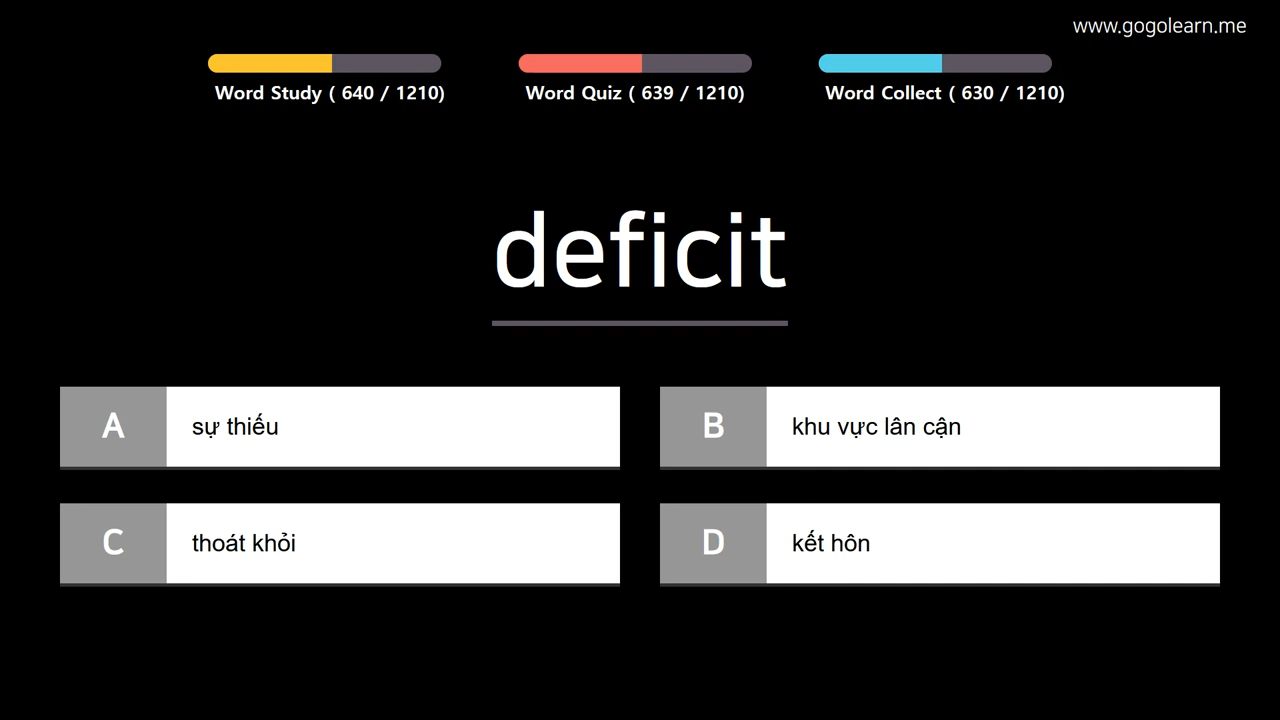 www.gogolearn.me
Word Study ( 640 / 1210)
Word Quiz ( 639 / 1210)
Word Collect ( 630 / 1210)
deficit
A sự thiếu
B khu vực lân cận
C thoát khỏi
D kết hôn